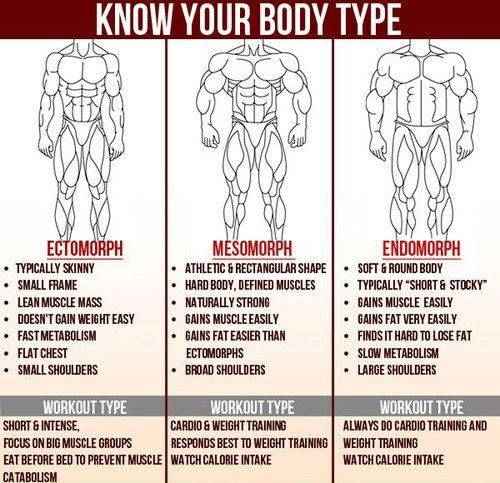 KNOW YOUR BODY TYPE
ECTOMORPH
• TYPICALLY SKINNY
• SMALL FRAME
• LEAN MUSCLE MASS
• DOESN'T GAIN WEIGHT EASY
• FAST METABOLISM
• FLAT CHEST
• SMALL SHOULDERS
WORKOUT TYPE
SHORT & INTENSE,
FOCUS ON BIG MUSCLE GROUPS
EAT BEFORE BED TO PREVENT MUSCLE
CATABOLISM
MESOMORPH
• ATHLETIC & RECTANGULAR SHAPE
• HARD BODY, DEFINED MUSCLES
• NATURALLY STRONG
• GAINS MUSCLE EASILY
• GAINS FAT EASIER THAN
• ECTOMORPHS
• BROAD SHOULDERS
WORKOUT TYPE
CARDIO & WEIGHT TRAINING
RESPONDS BEST TO WEIGHT TRAINING
WATCH CALORIE INTAKE
ENDOMORPH
• SOFT & ROUND BODY
• TYPICALLY "SHORT & STOCKY"
• GAINS MUSCLE EASILY
• GAINS FAT VERY EASILY
• FINDS IT HARD TO LOSE FAT
• SLOW METABOLISM
• LARGE SHOULDERS
WORKOUT TYPE
ALWAYS DO CARDIO TRAINING AND
WEIGHT TRAINING
WATCH CALORIE INTAKE